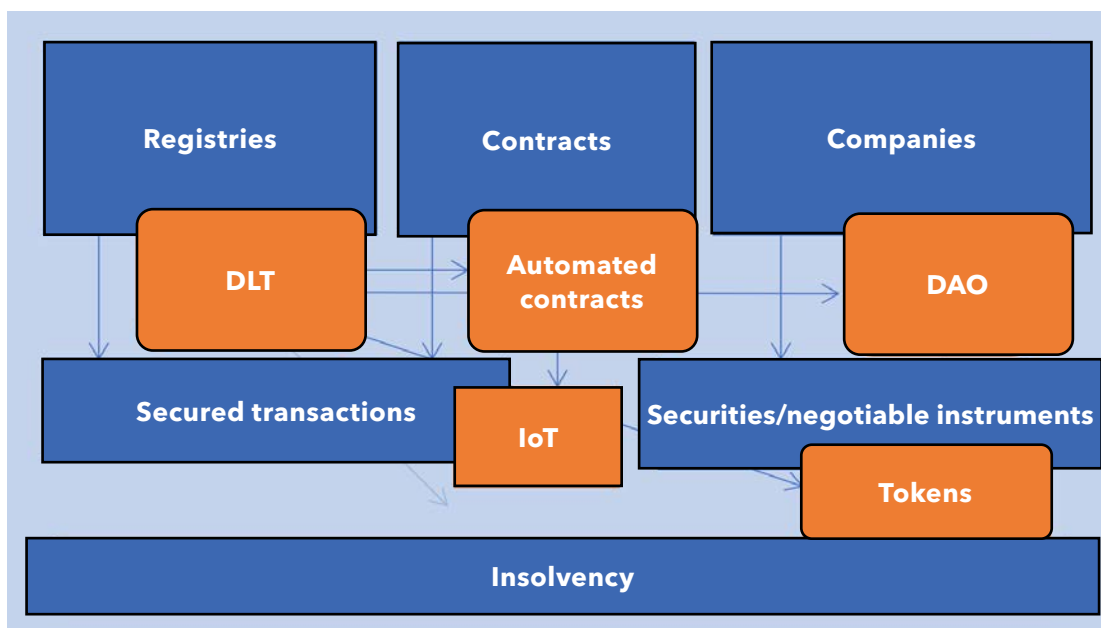 Registries
Contracts
Companies
DLT
Automated
contracts
DAO
Secured transactions
IoT
Securities/negotiable instruments
Tokens
Insolvency